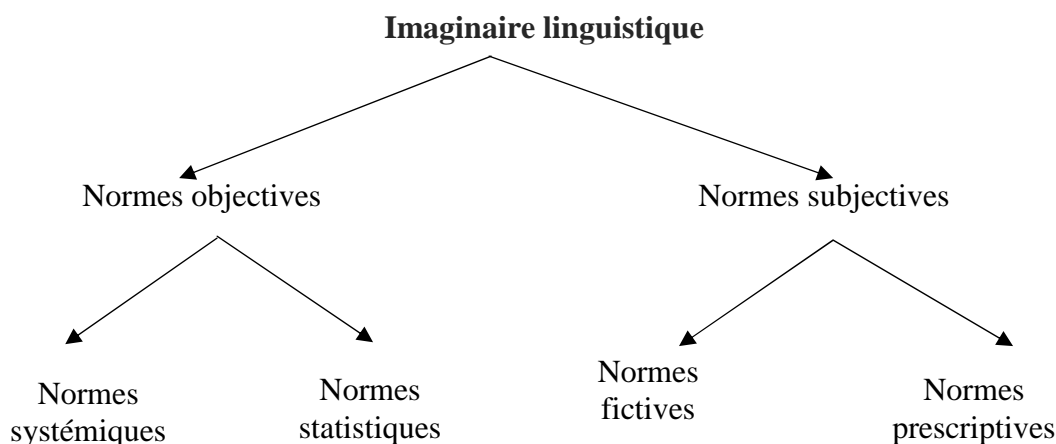 Imaginaire linguistique
Normes objectives
Normes subjectives
Normes
systémiques
Normes
statistiques
Normes
fictives
Normes
prescriptives